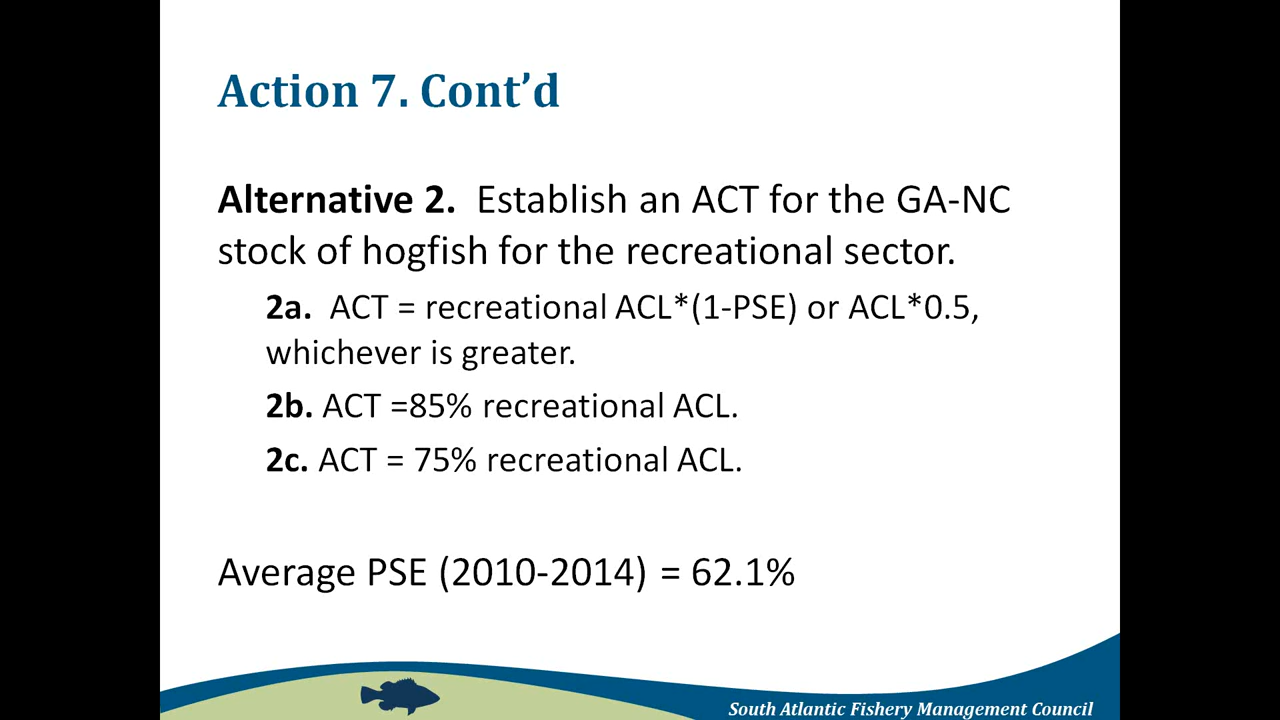 Action 7. Cont’d
Alternative 2.  Establish an ACT for the GA-NC
stock of hogfish for the recreational sector.
2a.  ACT = recreational ACL*(1-PSE) or ACL*0.5,
whichever is greater.
2b. ACT =85% recreational ACL.
2c. ACT = 75% recreational ACL.
Average PSE (2010-2014) = 62.1%
South Atlantic Fishery Management Council